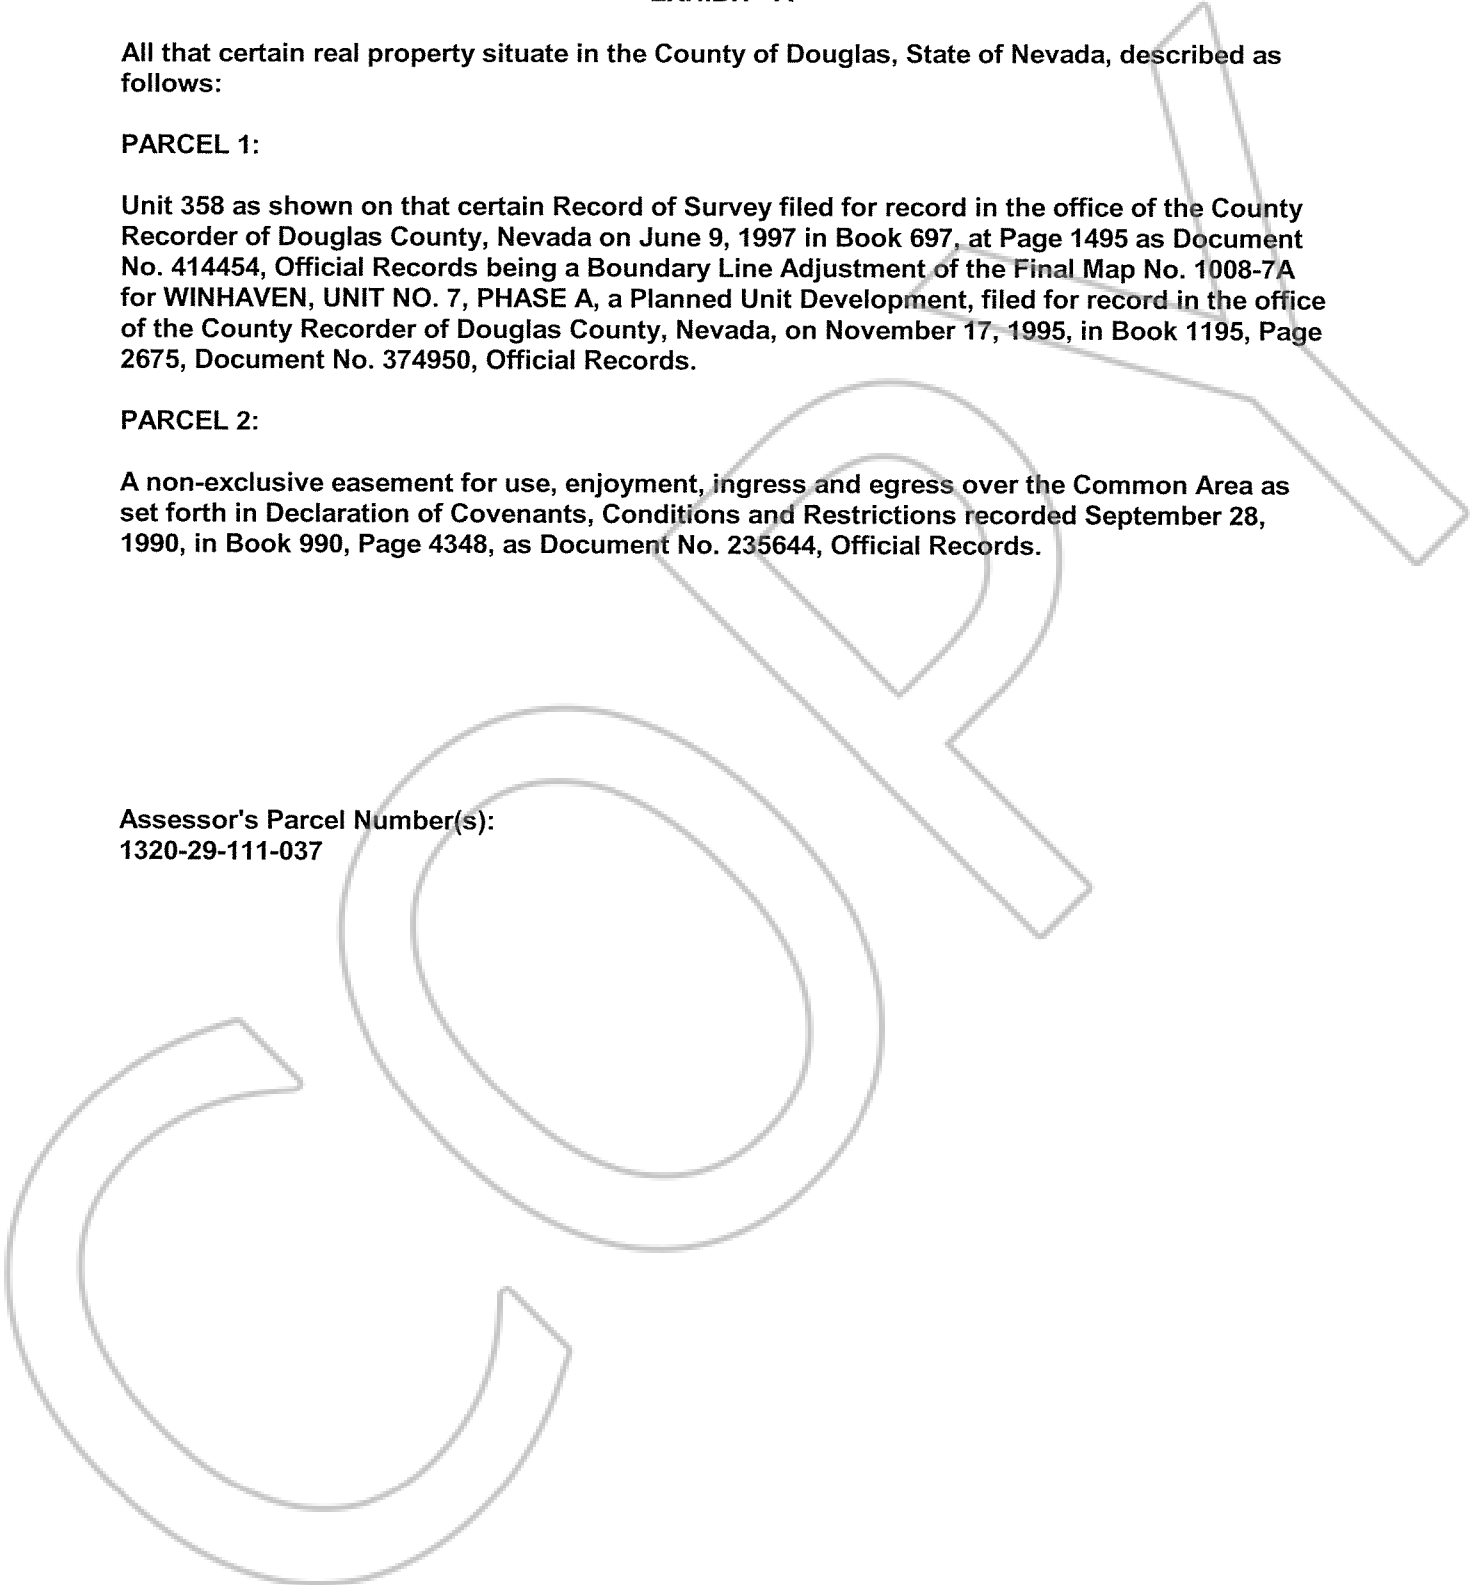 All that certain real property situate in the County of Douglas, State of Nevada, described as
follows:
PARCEL 1:
Unit 358 as shown on that certain Record of Survey filed for record in the office of the County
Recorder of Douglas County, Nevada on June 9, 1997 in Book 697, at Page 1495 as Document
No. 414454, Official Records being a Boundary Line Adjustment of the Final Map No. 1008-7A
for WINHAVEN, UNIT NO. 7, PHASE A, a Planned Unit Development, filed for record in the office
of the County Recorder of Douglas County, Nevada, on November 17, 1995, in Book 1195, Page
2675, Document No. 374950, Official Records.
PARCEL 2:
A non-exclusive easement for use, enjoyment, ingress and egress over the Common Area as
set forth in Declaration of Covenants, Conditions and Restrictions recorded September 28,
1990, in Book 990, Page 4348, as Document No. 235644, Official Records.
Assessor's Parcel Number(s):
1320-29-111-037
COPY